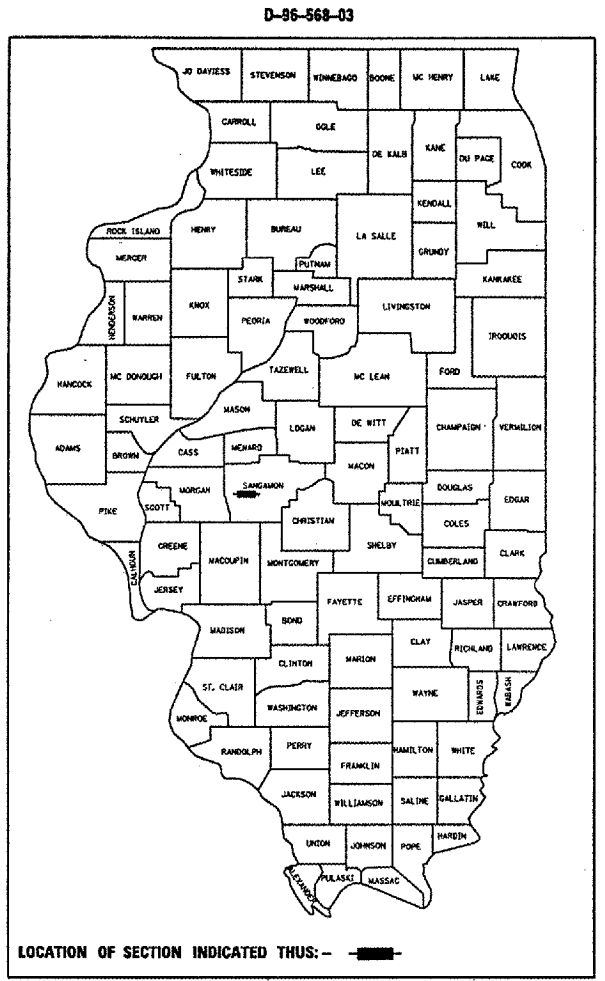 D-96-568-03
JO DAVIESS STEVENSON WINNEBAGO BOONE MC HENRY LAKE
CARROLL OGLE
DE KALB KANE DU PAGE COOK
WHITESIDE LEE
KENDALL
ROCK ISLAND HENRY BUREAU LA SALLE WILL
MERCER PUTNAM GRUNDY
STARK MARSHALL KANKAKEE
HENDERSON WARREN KNOX PEORIA WOODFORD LIVINGSTON
IROQUOIS
HANCOCK MC DONOUGH FULTON TAZEWELL MC LEAN FORD
MASON
SCHUYLER LOGAN DE WITT CHAMPAIGN VERMILION
ADAMS BROWN CASS MENARD PIATT
MACON
MORGAN SANGAMON DOUGLAS
PIKE SCOTT MOULTRIE EDGAR
CHRISTIAN COLES
GREENE SHELBY
CALHOUN MACOUPIN MONTGOMERY CUMBERLAND CLARK
JERSEY
FAYETTE EFFINGHAM JASPER CRAWFORD
MADISON BOND
CLAY RICHLAND LAWRENCE
CLINTON MARION
ST. CLAIR WAYNE EDWARDS WABASH
WASHINGTON JEFFERSON
MONROE
RANDOLPH PERRY HAMILTON WHITE
FRANKLIN
JACKSON WILLIAMSON SALINE GALLATIN
UNION JOHNSON POPE HARDIN
ALEXANDER PULASKI MASSAC
LOCATION OF SECTION INDICATED THUS:-